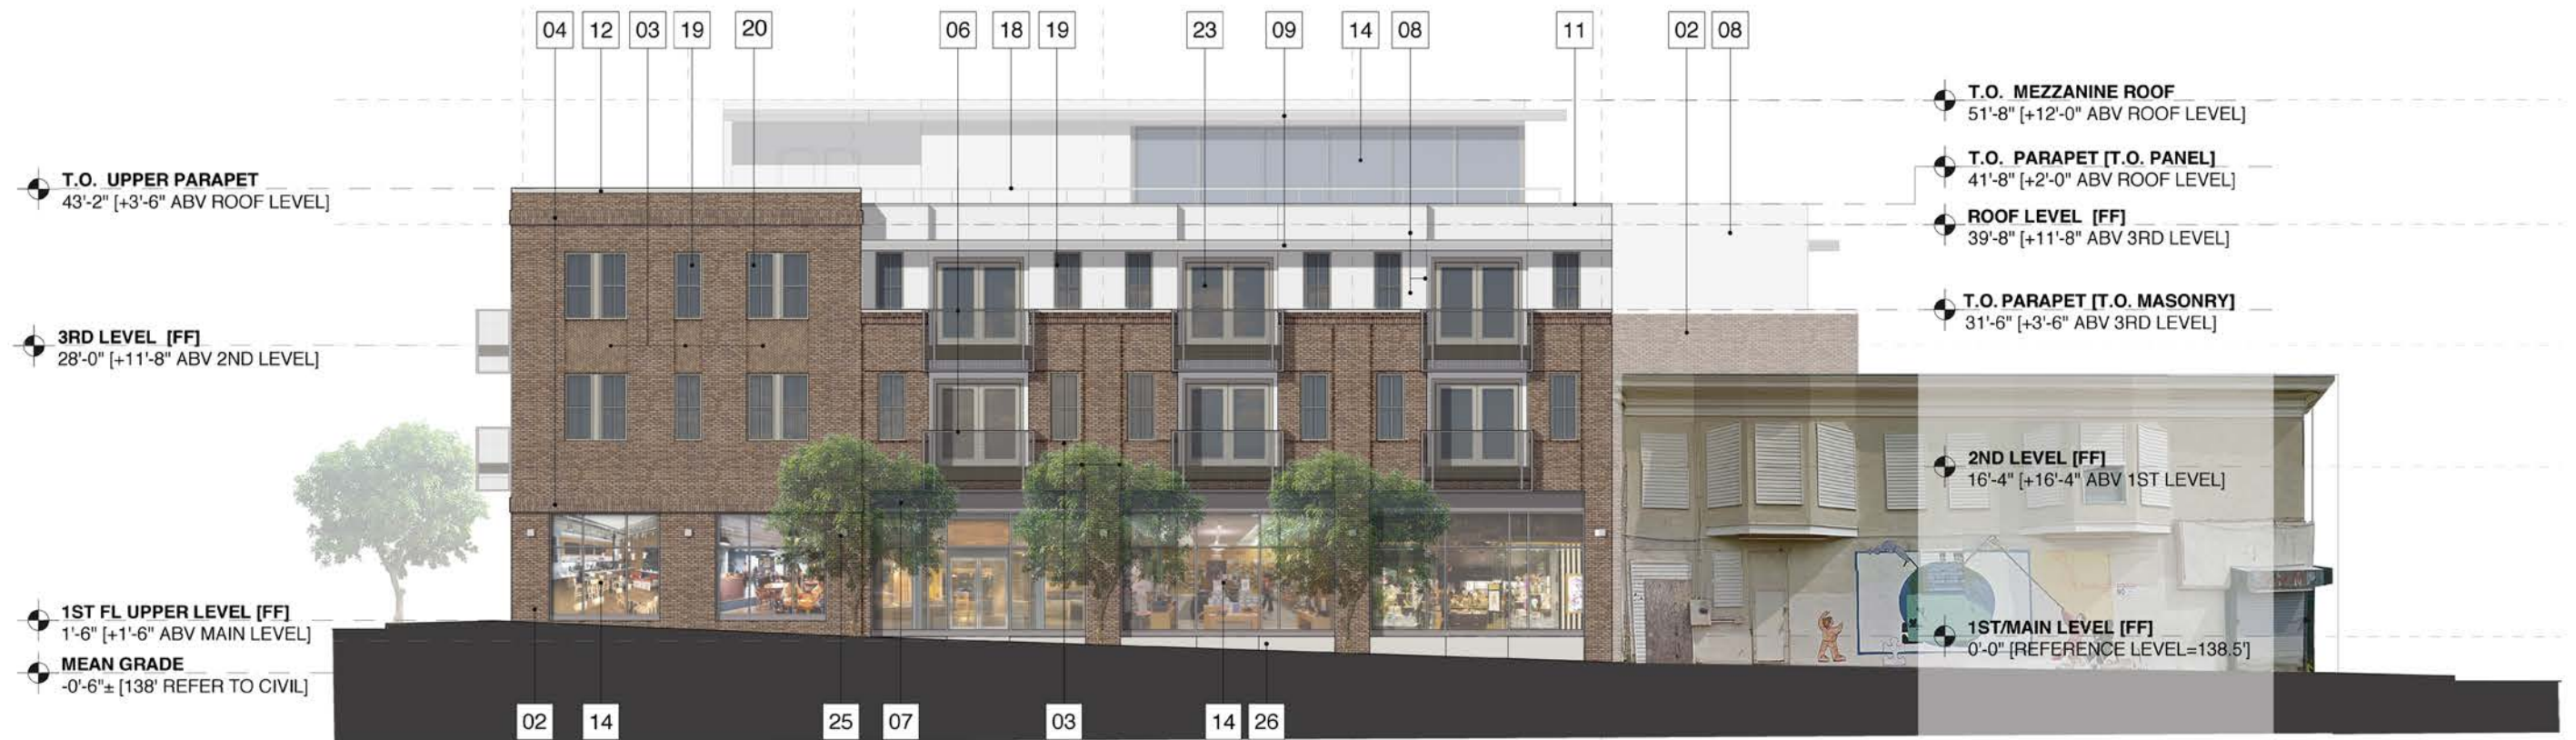 04 12 03 19 20 06 18 19 23 09 14 08 11 02 08
T.O. MEZZANINE ROOF
51'-8" [+12'-0" ABV ROOF LEVEL]
T.O. PARAPET [T.O. PANEL]
41'-8" [+2'-0" ABV ROOF LEVEL]
T.O. UPPER PARAPET
43'-2" [+3'-6" ABV ROOF LEVEL]
ROOF LEVEL [FF]
39'-8" [+11'-8" ABV 3RD LEVEL]
T.O. PARAPET [T.O. MASONRY]
31'-6" [+3'-6" ABV 3RD LEVEL]
3RD LEVEL [FF]
28'-0" [+11'-8" ABV 2ND LEVEL]
2ND LEVEL [FF]
16'-4" [+16'-4" ABV 1ST LEVEL]
1ST FL UPPER LEVEL [FF]
1'-6" [+1'-6" ABV MAIN LEVEL]
1ST/MAIN LEVEL [FF]
0'-0" [REFERENCE LEVEL=138.5']
MEAN GRADE
-0'-6"± [138' REFER TO CIVIL]
02 14 25 07 03 14 26